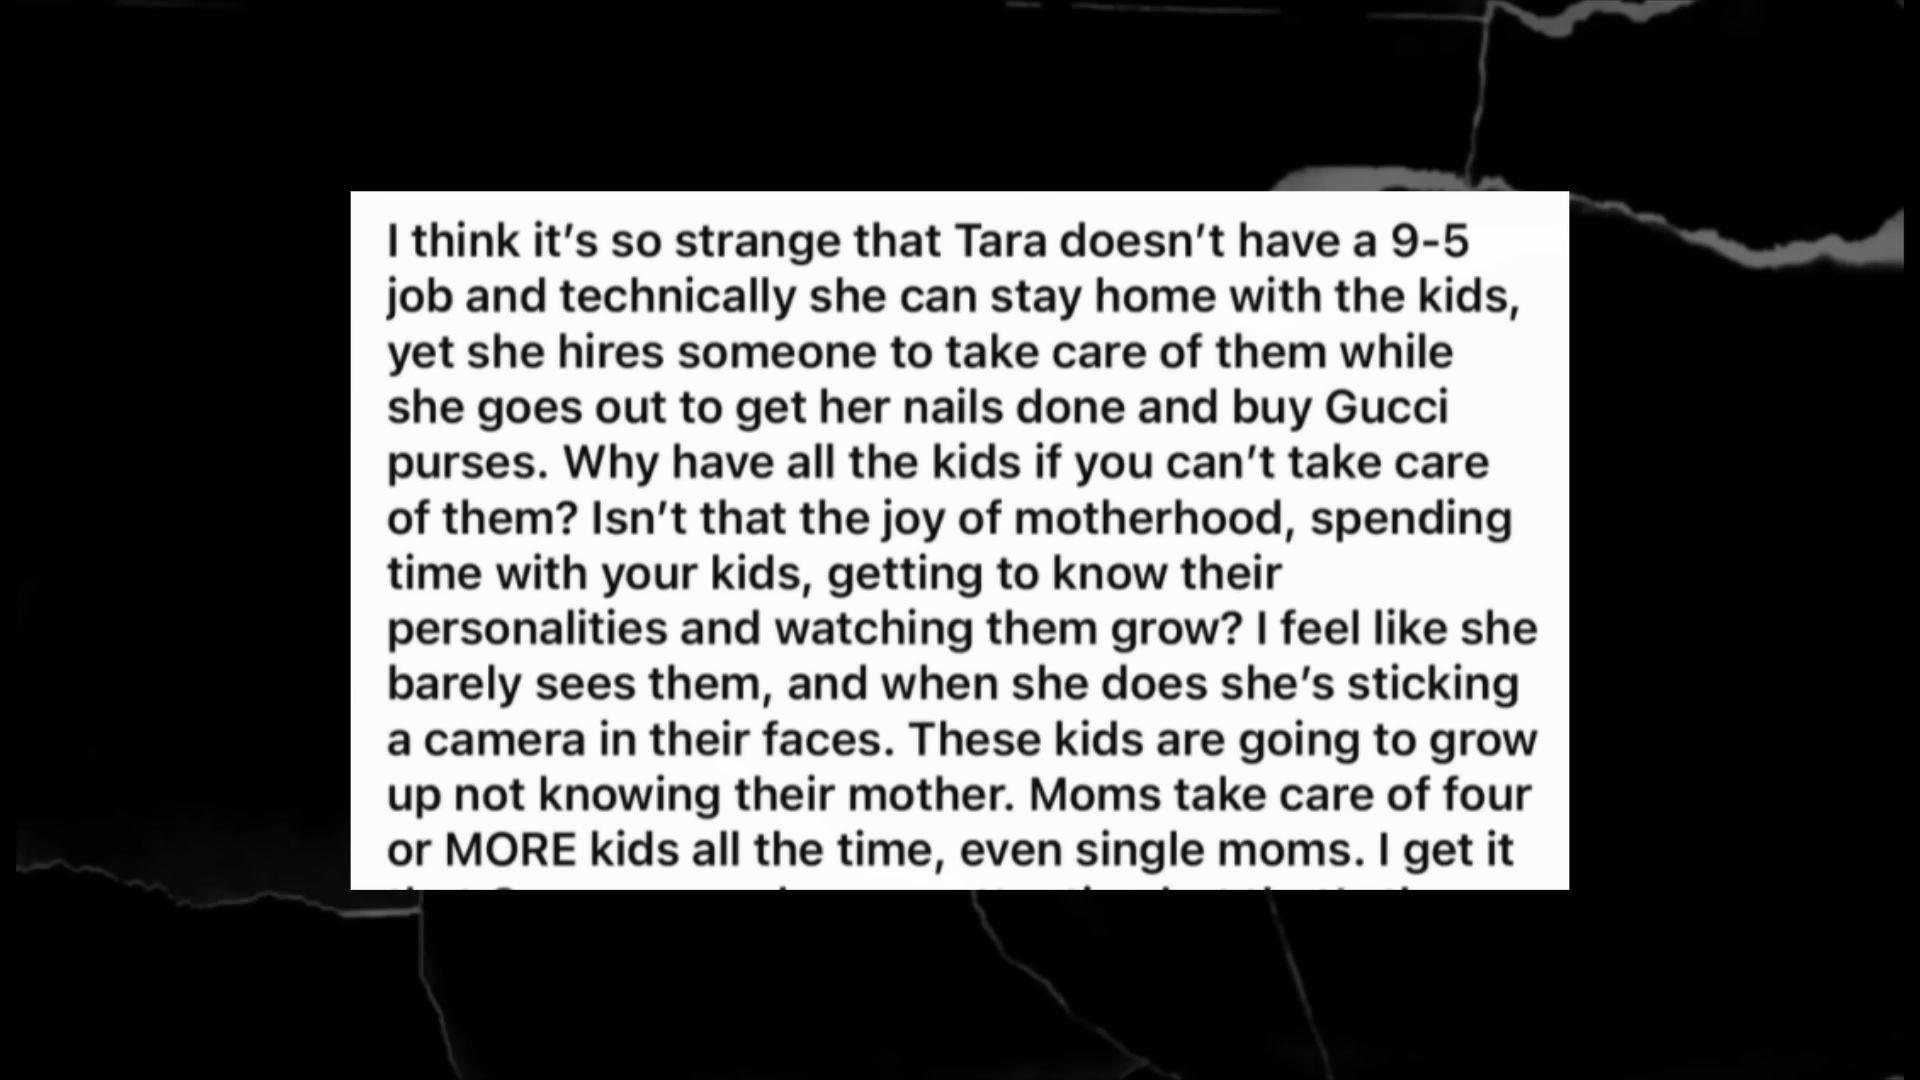 I think it’s so strange that Tara doesn’t have a 9-5
job and technically she can stay home with the kids,
yet she hires someone to take care of them while
she goes out to get her nails done and buy Gucci
purses. Why have all the kids if you can’t take care
of them? Isn’t that the joy of motherhood, spending
time with your kids, getting to know their
personalities and watching them grow? I feel like she
barely sees them, and when she does she’s sticking
a camera in their faces. These kids are going to grow
up not knowing their mother. Moms take care of four
or MORE kids all the time, even single moms. I get it